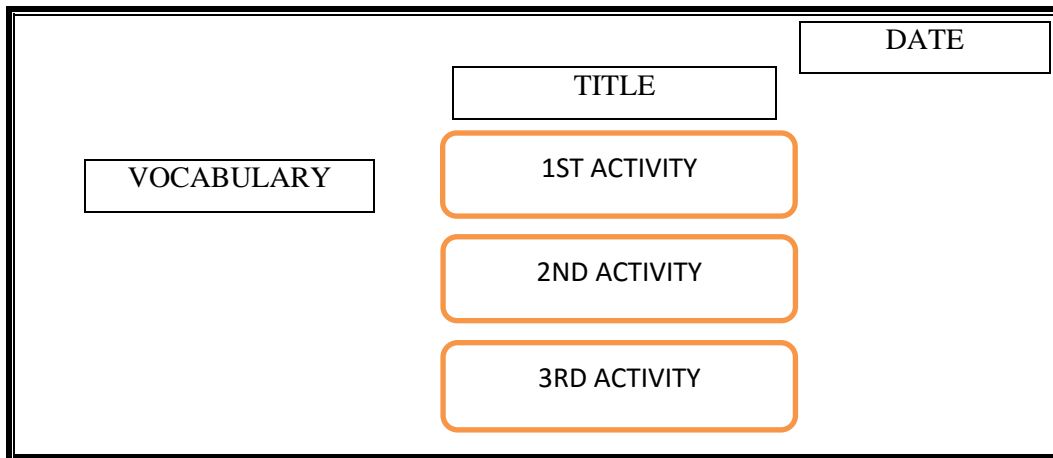 DATE
TITLE
VOCABULARY
1ST ACTIVITY
2ND ACTIVITY
3RD ACTIVITY